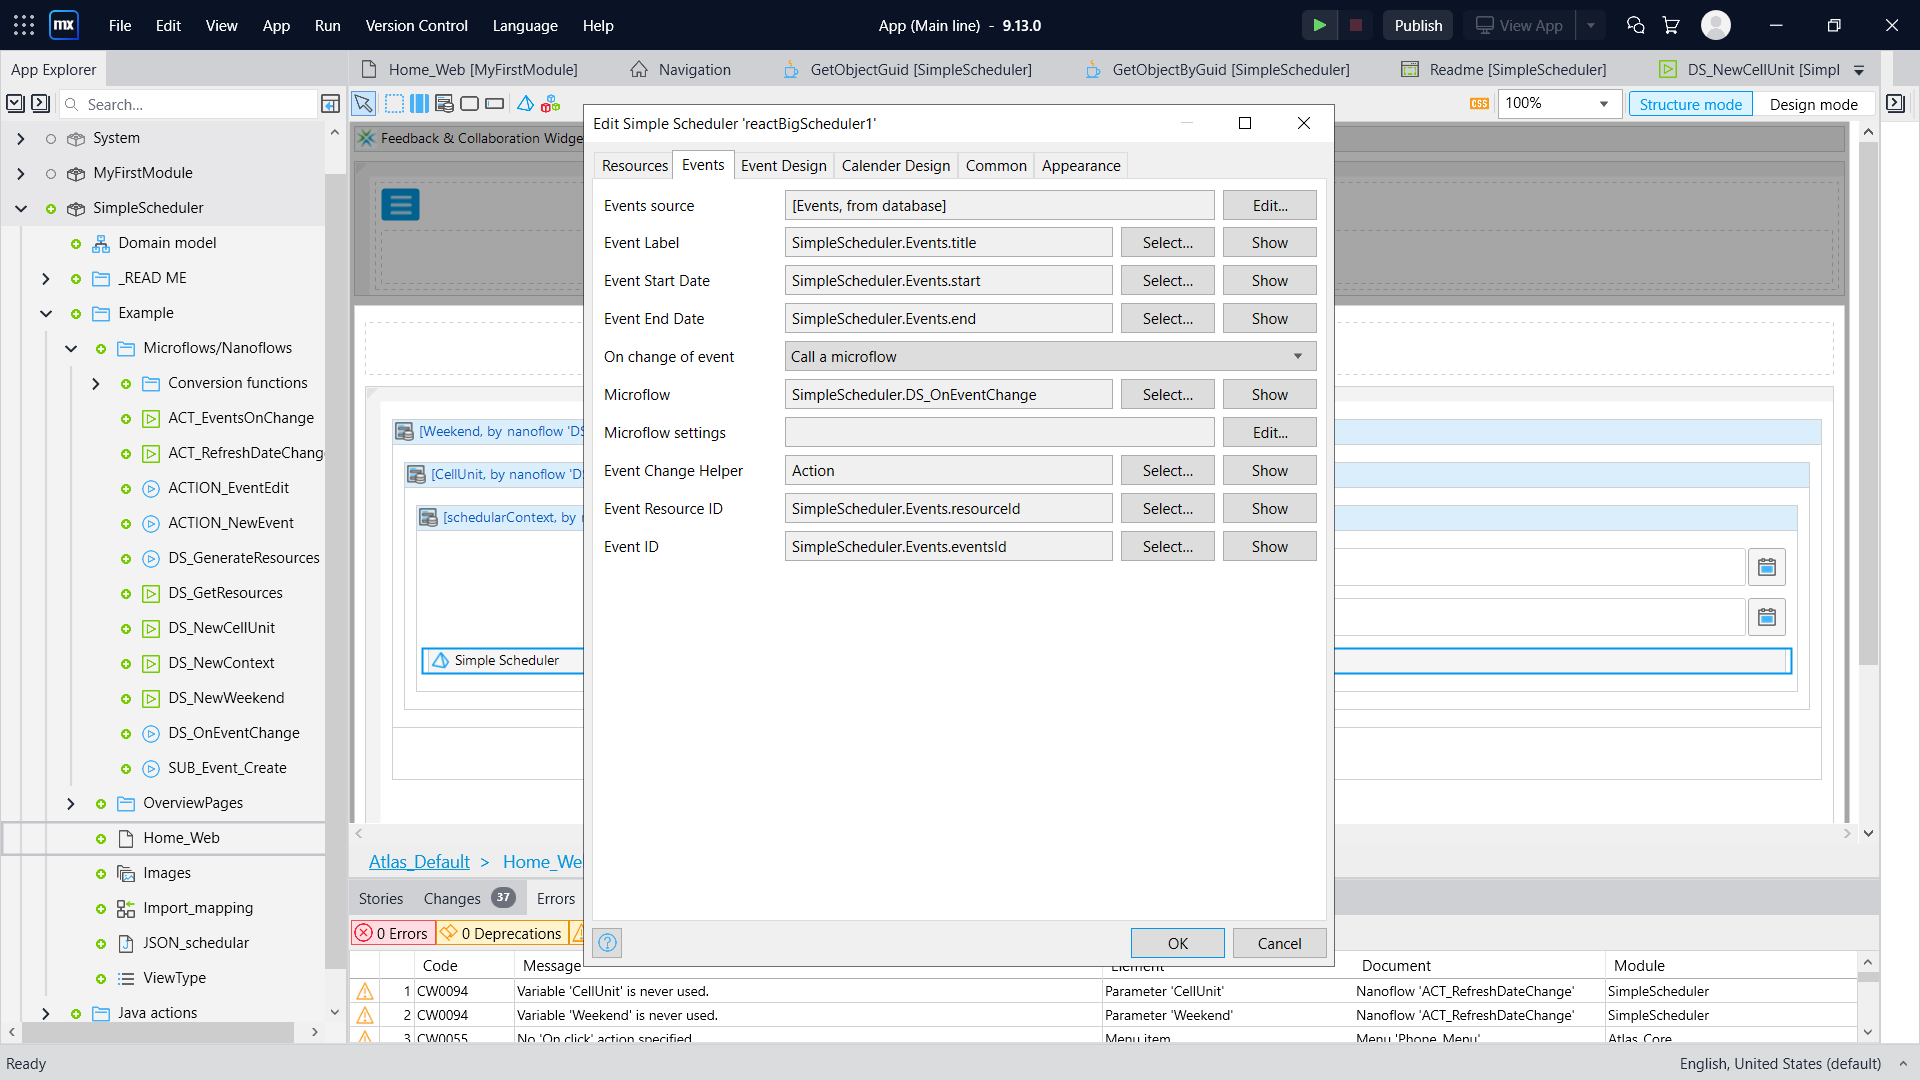 mx File Edit View App Run Version Control Language Help App (Main line) - 9.13.0 Publish View App
App Explorer Home_Web [MyFirstModule] Navigation GetObjectGuid [SimpleScheduler] GetObjectByGuid [SimpleScheduler] Readme [SimpleScheduler] DS_NewCellUnit [Simpl
Search... CSS 100% Structure mode Design mode
System
MyFirstModule
SimpleScheduler
Domain model
_READ ME
Example
Microflows/Nanoflows
Conversion functions
ACT_EventsOnChange
ACT_RefreshDateChang
ACTION_EventEdit
ACTION_NewEvent
DS_GenerateResources
DS_GetResources
DS_NewCellUnit
DS_NewContext
DS_NewWeekend
DS_OnEventChange
SUB_Event_Create
OverviewPages
Home_Web
Images
Import_mapping
JSON_schedular
ViewType
Java actions
Feedback & Collaboration Widge
[Weekend, by nanoflow 'DS
[CellUnit, by nanoflow 'D
[schedularContext, by
Simple Scheduler
Edit Simple Scheduler 'reactBigScheduler1'
Resources Events Event Design Calender Design Common Appearance
Events source [Events, from database] Edit...
Event Label SimpleScheduler.Events.title Select... Show
Event Start Date SimpleScheduler.Events.start Select... Show
Event End Date SimpleScheduler.Events.end Select... Show
On change of event Call a microflow
Microflow SimpleScheduler.DS_OnEventChange Select... Show
Microflow settings Edit...
Event Change Helper Action Select... Show
Event Resource ID SimpleScheduler.Events.resourceId Select... Show
Event ID SimpleScheduler.Events.eventsId Select... Show
OK Cancel
Atlas_Default > Home_We
Stories Changes 37 Errors
0 Errors 0 Deprecations
Code Message Element Document Module
1 CW0094 Variable 'CellUnit' is never used. Parameter 'CellUnit' Nanoflow 'ACT_RefreshDateChange' SimpleScheduler
2 CW0094 Variable 'Weekend' is never used. Parameter 'Weekend' Nanoflow 'ACT_RefreshDateChange' SimpleScheduler
3 CW0055 No 'On click' action specified Menu item Menu 'Phone_Menu' Atlas_Core
Ready English, United States (default)